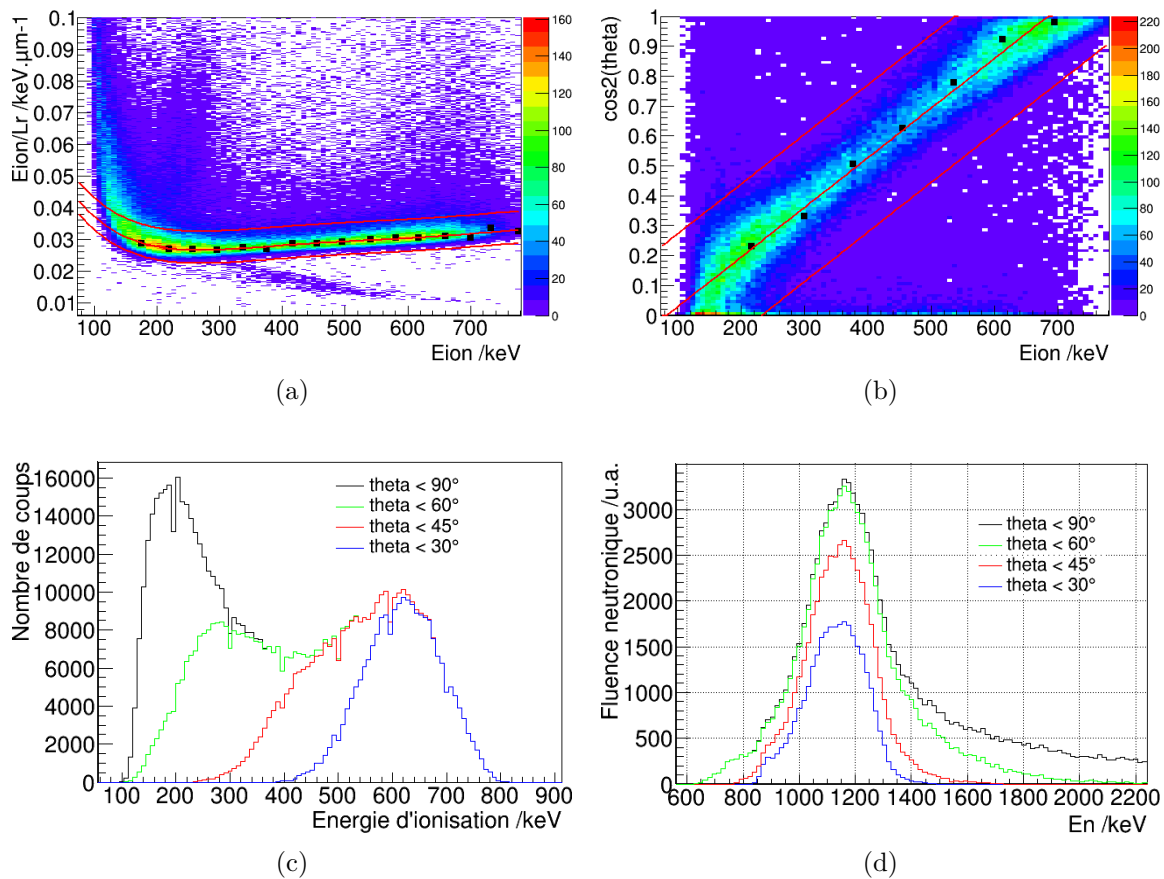 0.1
0.09
0.08
0.07
0.06
0.05
0.04
0.03
0.02
0.01
Eion/Lr /keV.µm-1
100 200 300 400 500 600 700
Eion /keV
160
140
120
100
80
60
40
20
0
(a)
1
0.9
0.8
0.7
0.6
0.5
0.4
0.3
0.2
0.1
0
cos2(theta)
100 200 300 400 500 600 700
Eion /keV
220
200
180
160
140
120
100
80
60
40
20
0
(b)
16000
14000
12000
10000
8000
6000
4000
2000
0
Nombre de coups
theta < 90°
theta < 60°
theta < 45°
theta < 30°
100 200 300 400 500 600 700 800 900
Energie d'ionisation /keV
(c)
3000
2500
2000
1500
1000
500
0
Fluence neutronique /u.a.
theta < 90°
theta < 60°
theta < 45°
theta < 30°
600 800 1000 1200 1400 1600 1800 2000 2200
En /keV
(d)